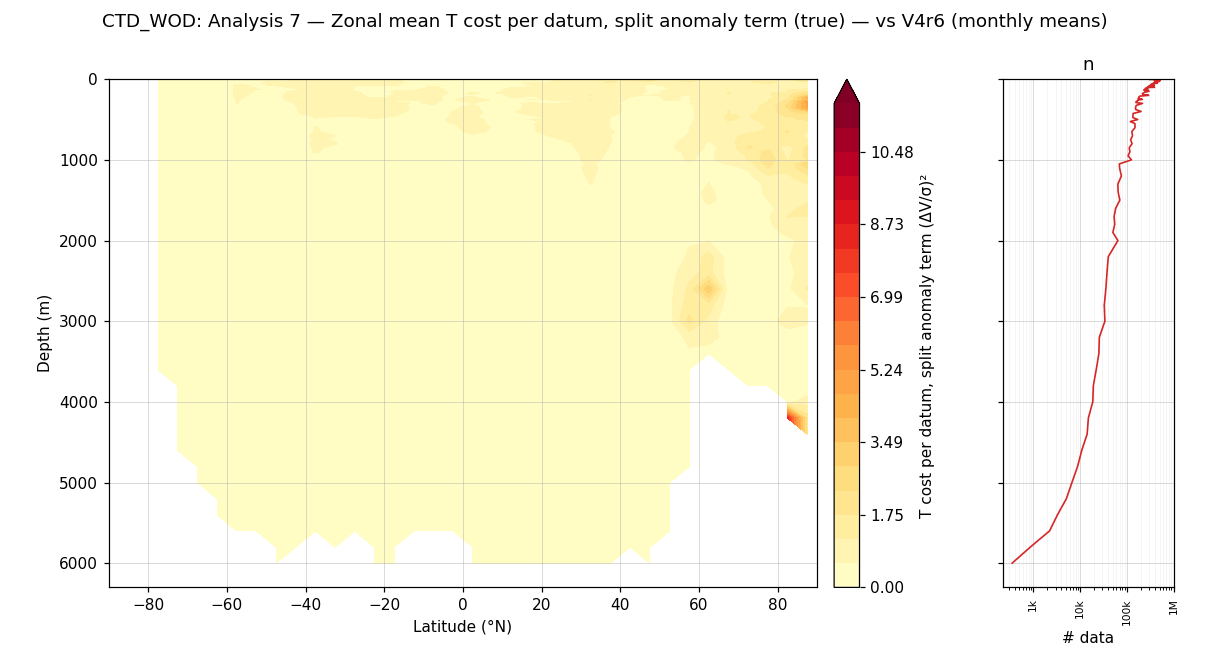 CTD_WOD: Analysis 7 — Zonal mean T cost per datum, split anomaly term (true) — vs V4r6 (monthly means)
n
0
1000
2000
3000
4000
5000
6000
Depth (m)
−80 −60 −40 −20 0 20 40 60 80
Latitude (°N)
10.48
8.73
6.99
5.24
3.49
1.75
0.00
T cost per datum, split anomaly term (ΔV/σ)²
1k 10k 100k 1M
# data